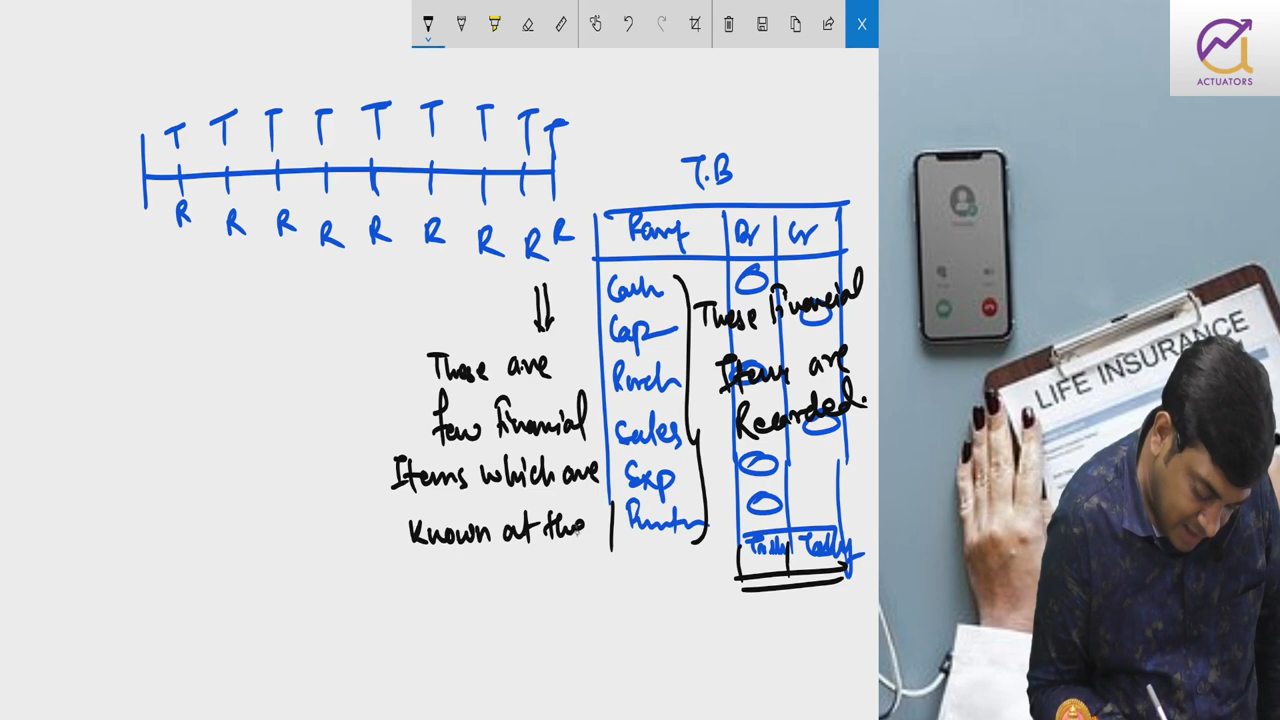 ACTUATORS
T T T T T T T T T
R R R R R R R R R
T.B
Dr Cr
Cash
Cap
Purch
Sales
Exp
These Financial
Items are
Recorded.
Tally Tally
These are
few Financial
Items which are
known at the
LIFE INSURANCE